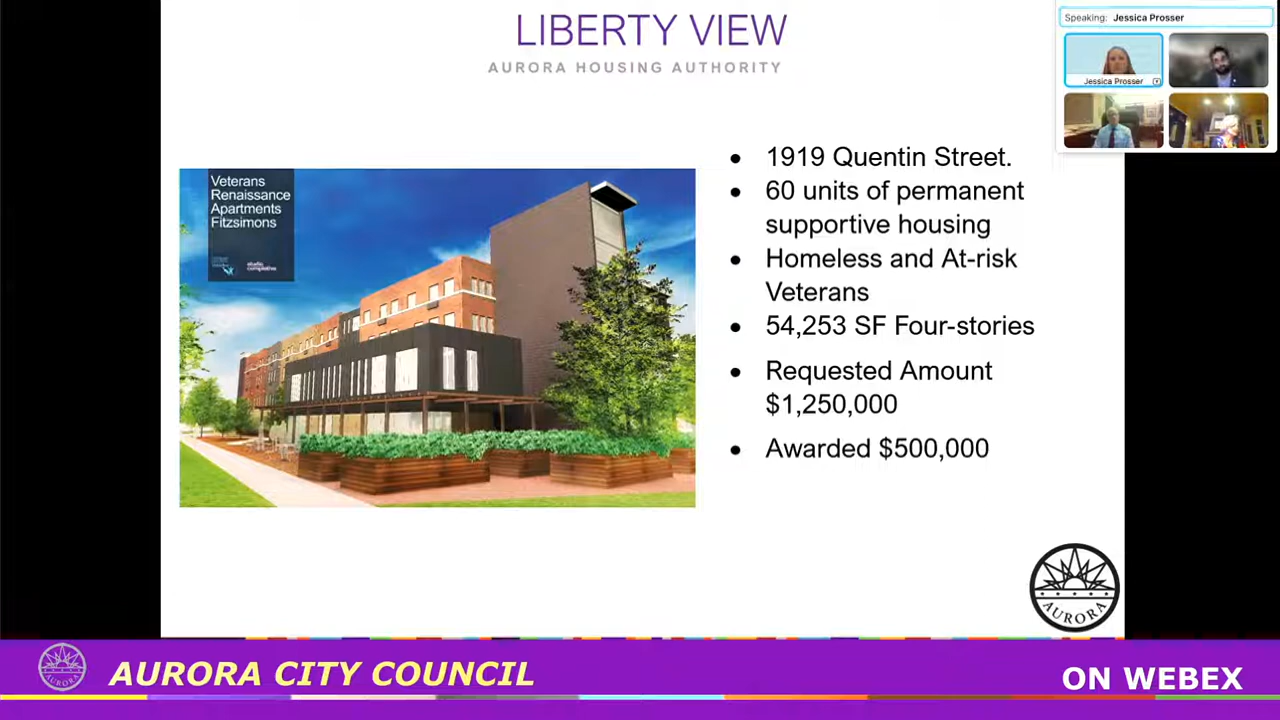 LIBERTY VIEW
AURORA HOUSING AUTHORITY
Speaking: Jessica Prosser
Jessica Prosser
Veterans
Renaissance
Apartments
Fitzsimons
• 1919 Quentin Street.
• 60 units of permanent
supportive housing
• Homeless and At-risk
Veterans
• 54,253 SF Four-stories
• Requested Amount
$1,250,000
• Awarded $500,000
AURORA
AURORA CITY COUNCIL
ON WEBEX